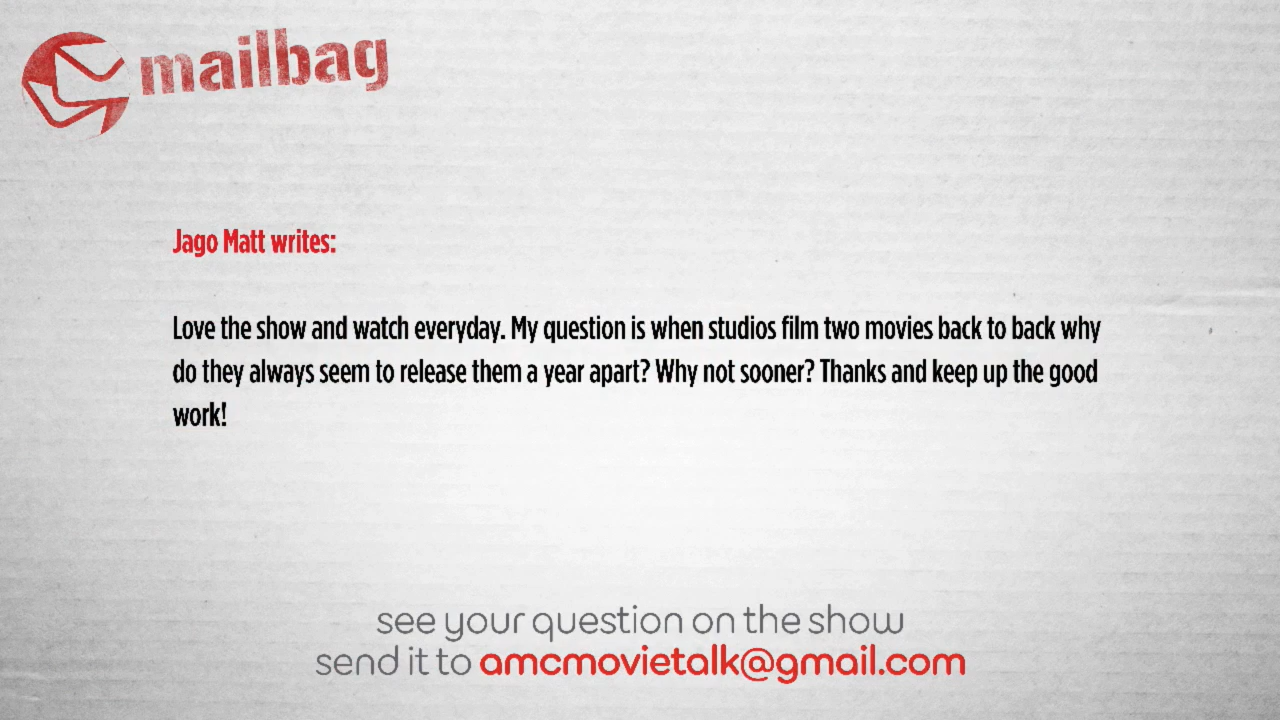 mailbag
Jago Matt writes:
Love the show and watch everyday. My question is when studios film two movies back to back why
do they always seem to release them a year apart? Why not sooner? Thanks and keep up the good
work!
see your question on the show
send it to amcmovietalk@gmail.com